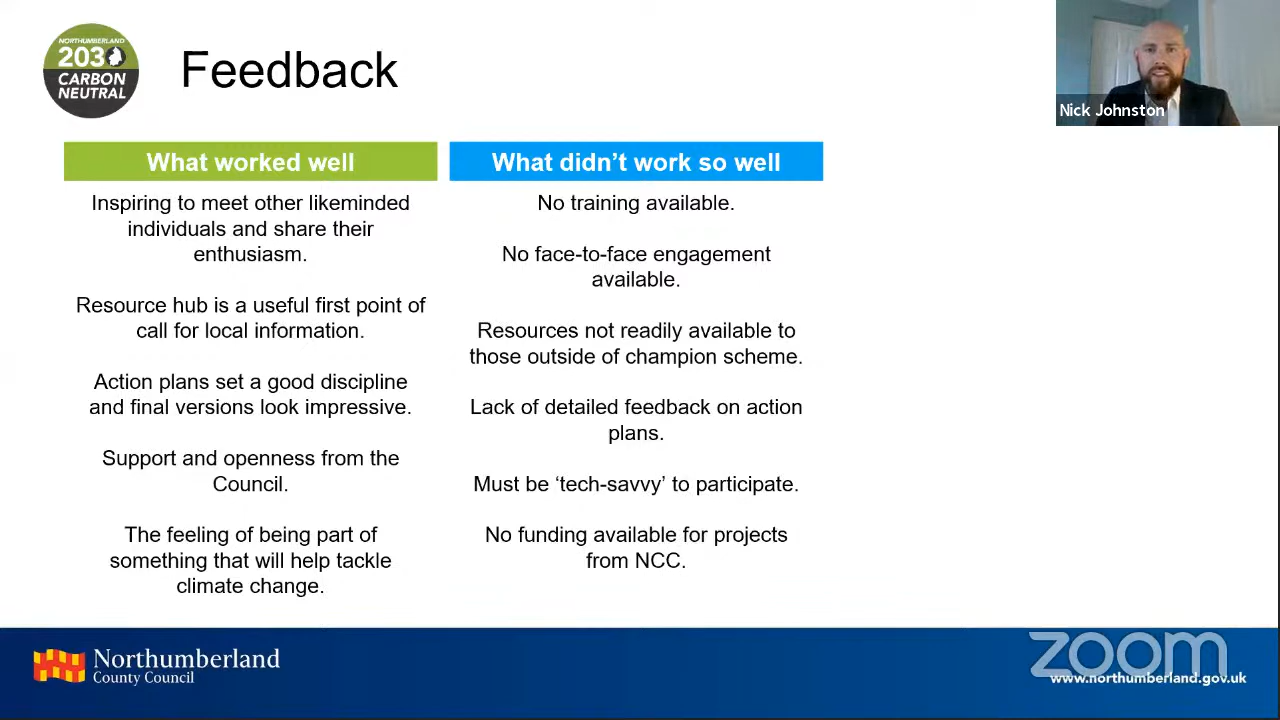 NORTHUMBERLAND
2030
CARBON
NEUTRAL
Feedback
Nick Johnston
What worked well
Inspiring to meet other likeminded
individuals and share their
enthusiasm.
Resource hub is a useful first point of
call for local information.
Action plans set a good discipline
and final versions look impressive.
Support and openness from the
Council.
The feeling of being part of
something that will help tackle
climate change.
What didn’t work so well
No training available.
No face-to-face engagement
available.
Resources not readily available to
those outside of champion scheme.
Lack of detailed feedback on action
plans.
Must be ‘tech-savvy’ to participate.
No funding available for projects
from NCC.
Northumberland
County Council
zoom
www.northumberland.gov.uk